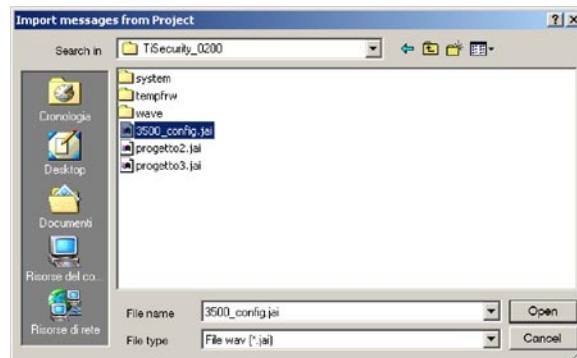 Import messages from Project
Search in
TiSecurity_0200
Cronologia
Desktop
Documenti
Risorse del co...
Risorse di rete
system
tempfrw
wave
3500_config.jai
progetto2.jai
progetto3.jai
File name
3500_config.jai
Open
File type
File wav (*.jai)
Cancel